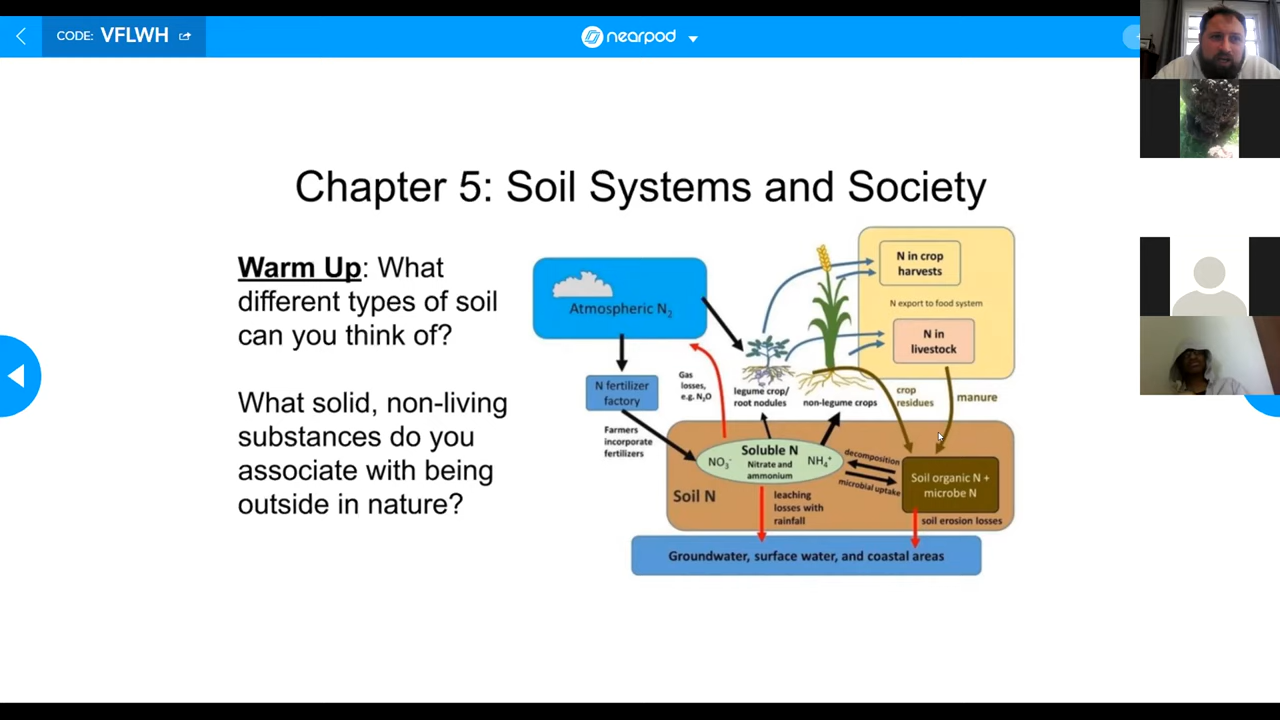 CODE: VFLWH
nearpod
Chapter 5: Soil Systems and Society
Warm Up: What
different types of soil
can you think of?
What solid, non-living
substances do you
associate with being
outside in nature?
Atmospheric N2
N fertilizer
factory
Farmers
incorporate
fertilizers
Gas
losses,
e.g. N2O
legume crop/
root nodules
non-legume crops
N in crop
harvests
N export to food system
N in
livestock
crop
residues
manure
Soluble N
Nitrate and
ammonium
NO3-
NH4+
decomposition
microbial uptake
Soil organic N +
microbe N
Soil N
leaching
losses with
rainfall
soil erosion losses
Groundwater, surface water, and coastal areas